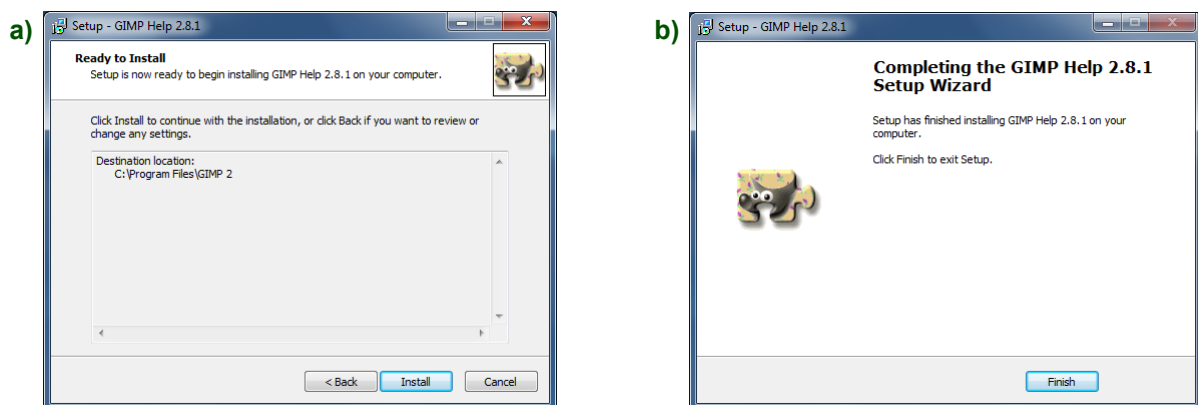 a)
Setup - GIMP Help 2.8.1
Ready to Install
Setup is now ready to begin installing GIMP Help 2.8.1 on your computer.
Click Install to continue with the installation, or click Back if you want to review or
change any settings.
Destination location:
C:\Program Files\GIMP 2
< Back
Install
Cancel
b)
Setup - GIMP Help 2.8.1
Completing the GIMP Help 2.8.1
Setup Wizard
Setup has finished installing GIMP Help 2.8.1 on your
computer.
Click Finish to exit Setup.
Finish